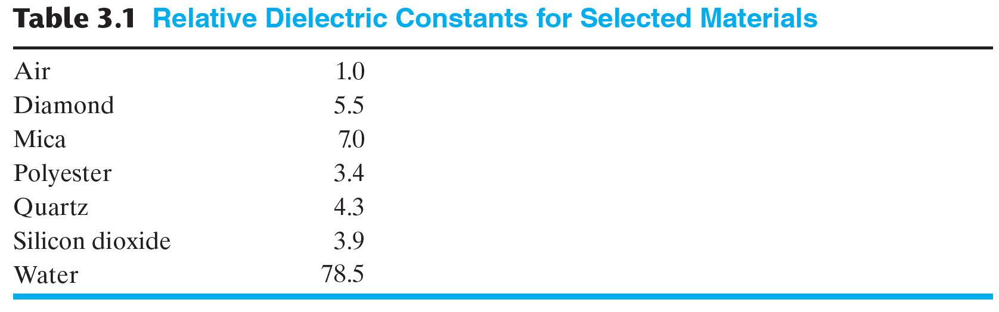 Table 3.1 Relative Dielectric Constants for Selected Materials
Air 1.0
Diamond 5.5
Mica 7.0
Polyester 3.4
Quartz 4.3
Silicon dioxide 3.9
Water 78.5